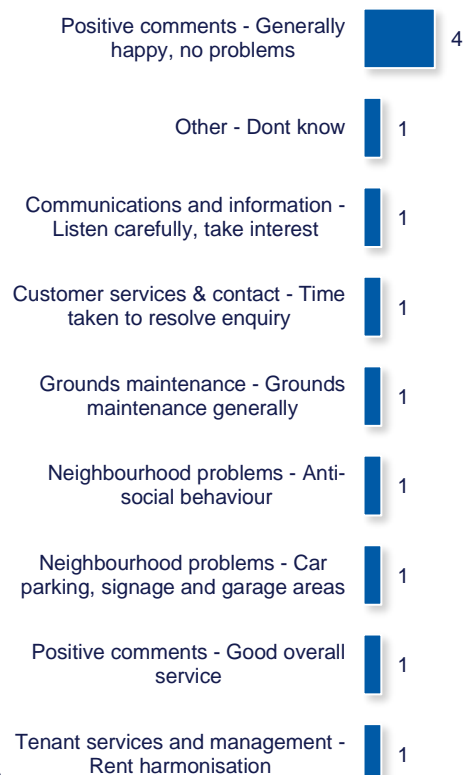 Positive comments - Generally
happy, no problems
4
Other - Dont know
1
Communications and information -
Listen carefully, take interest
1
Customer services & contact - Time
taken to resolve enquiry
1
Grounds maintenance - Grounds
maintenance generally
1
Neighbourhood problems - Anti-
social behaviour
1
Neighbourhood problems - Car
parking, signage and garage areas
1
Positive comments - Good overall
service
1
Tenant services and management -
Rent harmonisation
1